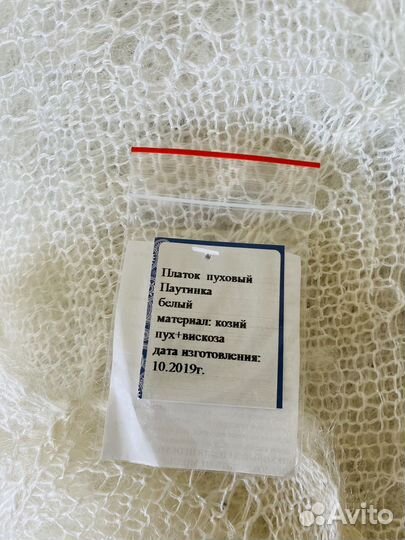 Платок пуховый
Паутинка
белый
материал: козий
пух+вискоза
дата изготовления:
10.2019г.
Avito